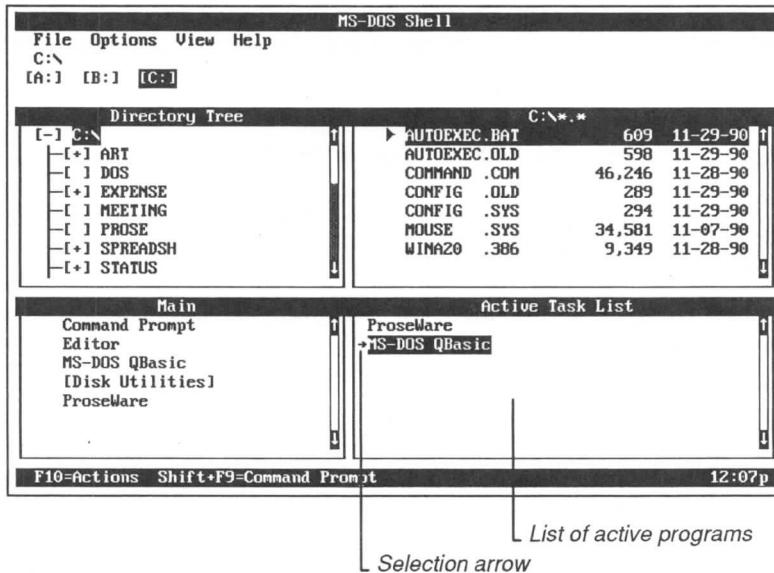 MS-DOS Shell
File Options View Help
C:\
[A:] [B:] [C:]
Directory Tree
[-] C:\
[+] ART
[ ] DOS
[+] EXPENSE
[ ] MEETING
[ ] PROSE
[+] SPREADSH
[+] STATUS
C:\*.*
AUTOEXEC.BAT 609 11-29-90
AUTOEXEC.OLD 598 11-29-90
COMMAND .COM 46,246 11-28-90
CONFIG .OLD 289 11-29-90
CONFIG .SYS 294 11-29-90
MOUSE .SYS 34,581 11-07-90
WINA20 .386 9,349 11-28-90
Main
Command Prompt
Editor
MS-DOS QBasic
[Disk Utilities]
ProseWare
Active Task List
ProseWare
MS-DOS QBasic
F10=Actions Shift+F9=Command Prompt 12:07p
List of active programs
Selection arrow